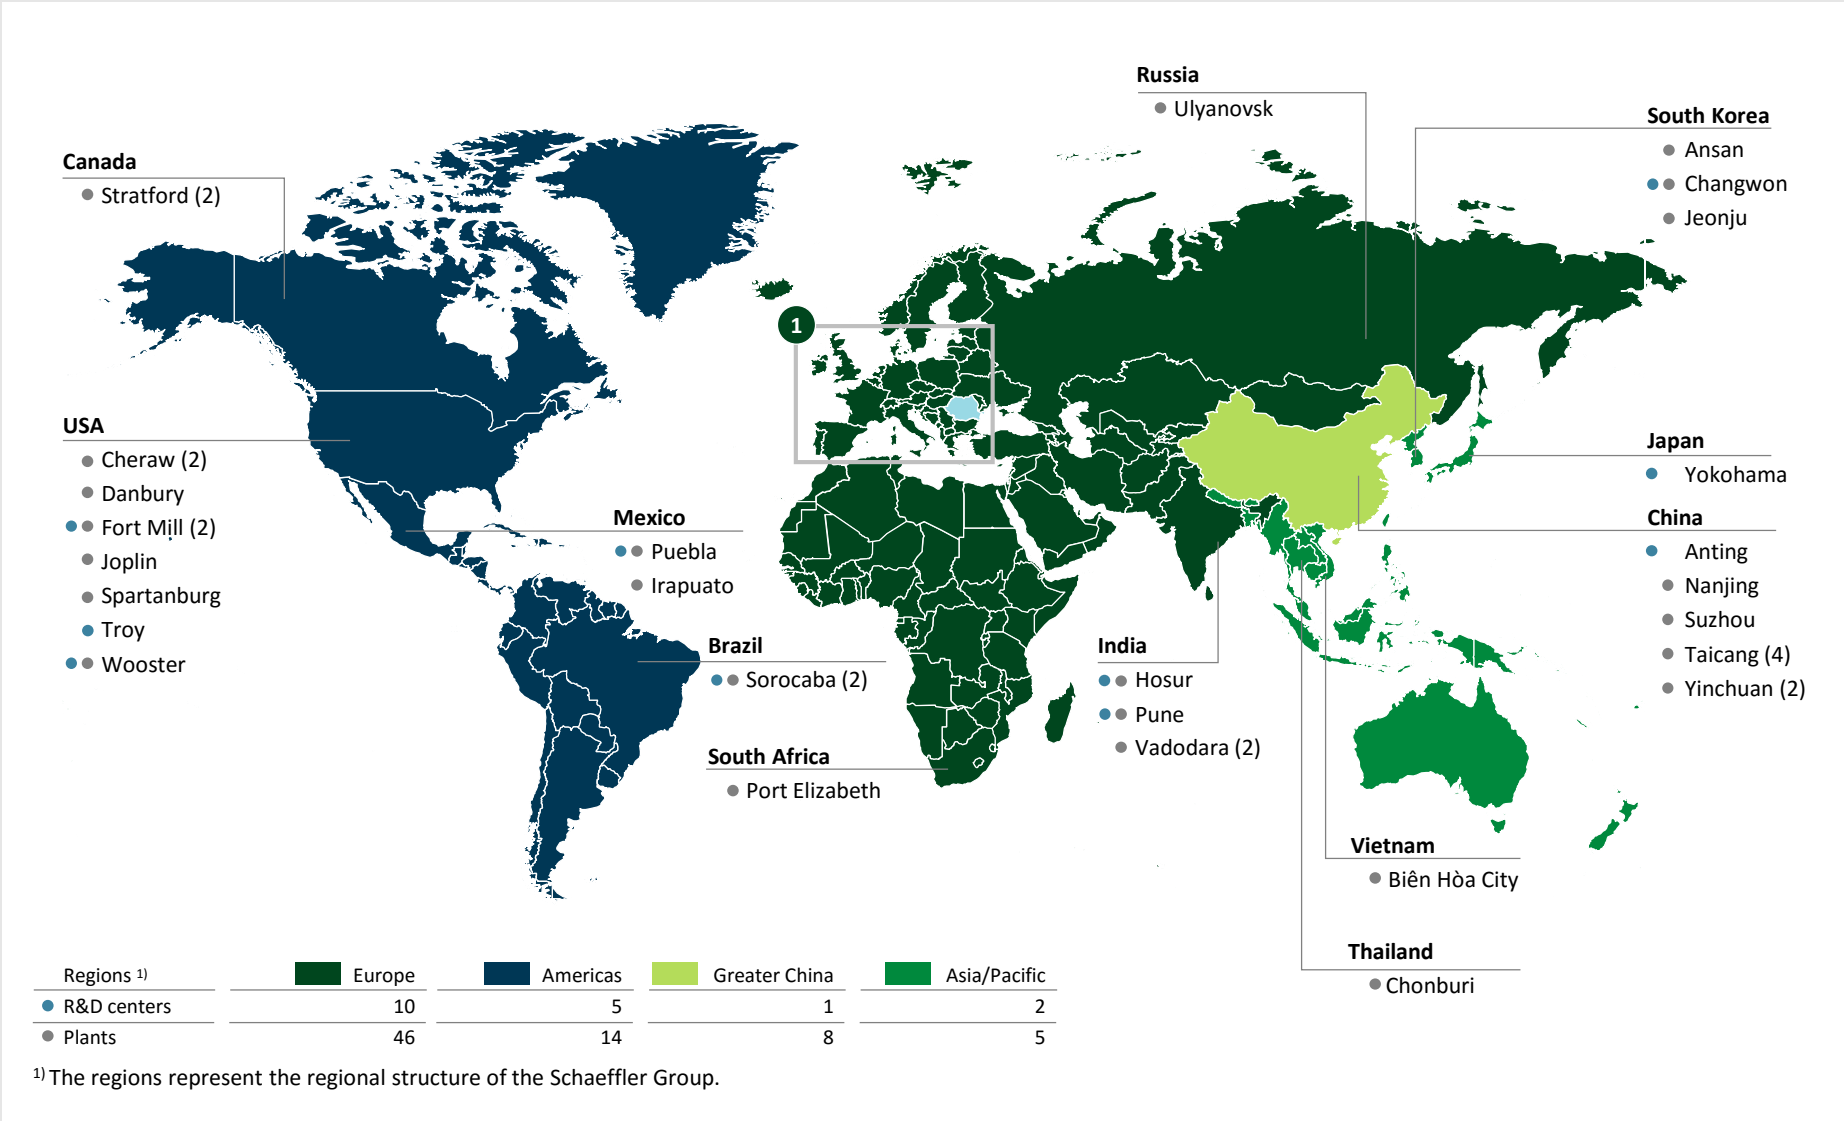 Russia
Ulyanovsk
South Korea
Ansan
Changwon
Jeonju
Canada
Stratford (2)
1
USA
Cheraw (2)
Danbury
Fort Mill (2)
Joplin
Spartanburg
Troy
Wooster
Mexico
Puebla
Irapuato
Brazil
Sorocaba (2)
South Africa
Port Elizabeth
India
Hosur
Pune
Vadodara (2)
Japan
Yokohama
China
Anting
Nanjing
Suzhou
Taicang (4)
Yinchuan (2)
Vietnam
Biên Hòa City
Thailand
Chonburi
Regions 1) Europe Americas Greater China Asia/Pacific
R&D centers 10 5 1 2
Plants 46 14 8 5
1) The regions represent the regional structure of the Schaeffler Group.